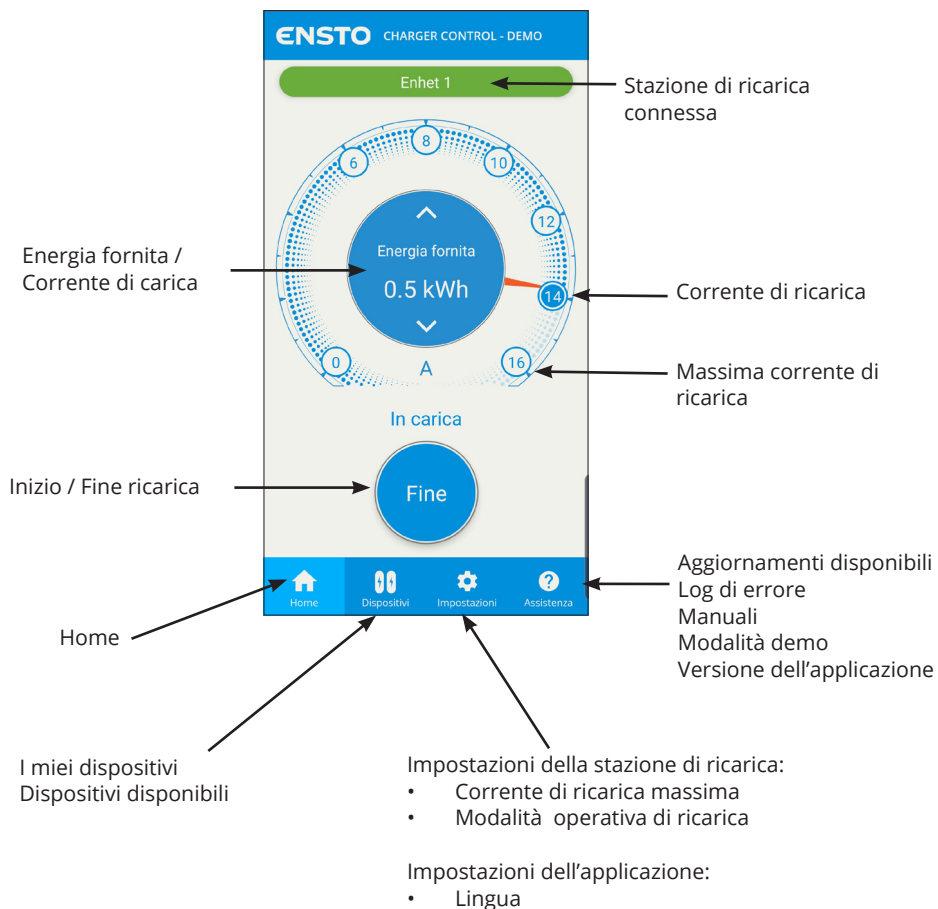 ENSTO CHARGER CONTROL - DEMO
Enhet 1
Stazione di ricarica
connessa
8
6
10
12
Energia fornita /
Corrente di carica
Energia fornita
0.5 kWh
14
Corrente di ricarica
0
A
16
Massima corrente di
ricarica
In carica
Inizio / Fine ricarica
Fine
Home
Dispositivi
Impostazioni
Assistenza
Aggiornamenti disponibili
Log di errore
Manuali
Modalità demo
Versione dell’applicazione
Home
I miei dispositivi
Dispositivi disponibili
Impostazioni della stazione di ricarica:
• Corrente di ricarica massima
• Modalità operativa di ricarica
Impostazioni dell’applicazione:
• Lingua